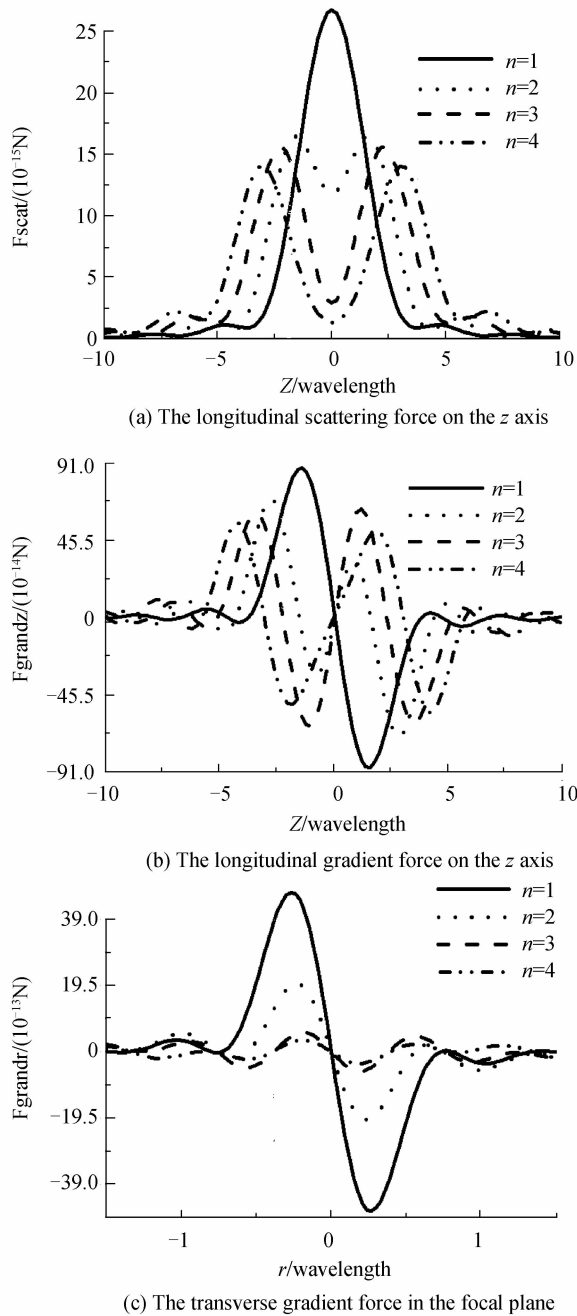 25
20
15
10
5
0
Fscat/(10⁻¹⁵N)
n=1
n=2
n=3
n=4
−10 −5 0 5 10
Z/wavelength
(a) The longitudinal scattering force on the z axis
91.0
45.5
0
−45.5
−91.0
Fgrandz/(10⁻¹⁴N)
n=1
n=2
n=3
n=4
−10 −5 0 5 10
Z/wavelength
(b) The longitudinal gradient force on the z axis
39.0
19.5
0
−19.5
−39.0
Fgrandr/(10⁻¹³N)
n=1
n=2
n=3
n=4
−1 0 1
r/wavelength
(c) The transverse gradient force in the focal plane